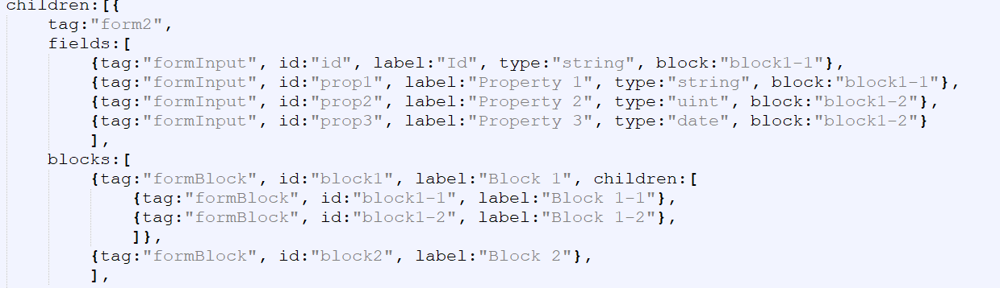 children:[{
tag:"form2",
fields:[
{tag:"formInput", id:"id", label:"Id", type:"string", block:"block1-1"},
{tag:"formInput", id:"prop1", label:"Property 1", type:"string", block:"block1-1"},
{tag:"formInput", id:"prop2", label:"Property 2", type:"uint", block:"block1-2"},
{tag:"formInput", id:"prop3", label:"Property 3", type:"date", block:"block1-2"}
],
blocks:[
{tag:"formBlock", id:"block1", label:"Block 1", children:[
{tag:"formBlock", id:"block1-1", label:"Block 1-1"},
{tag:"formBlock", id:"block1-2", label:"Block 1-2"},
]},
{tag:"formBlock", id:"block2", label:"Block 2"},
],